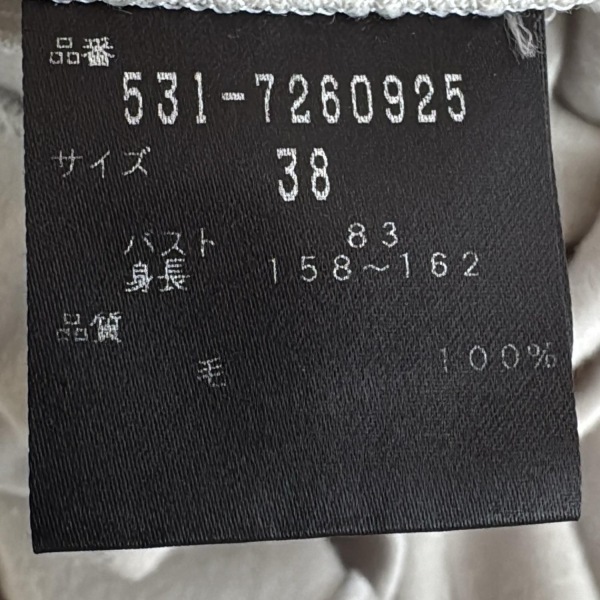 品番
531-7260925
サイズ 38
バスト 83
身長 158～162
品質
毛 100%